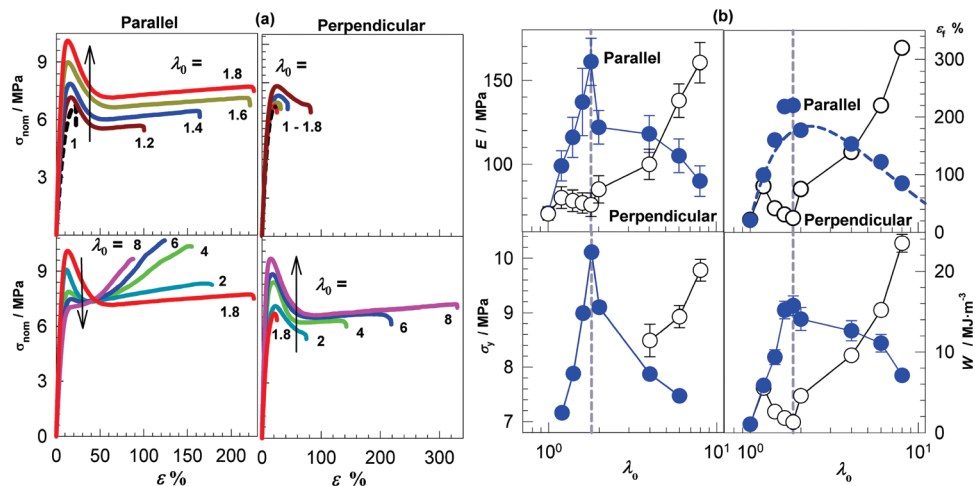 (a)
Parallel
Perpendicular
σnom / MPa
9
6
3
λ0 =
1.8
1.6
1.4
1.2
1
λ0 =
1 - 1.8
σnom / MPa
9
6
3
0
λ0 = 8
6
4
2
1.8
λ0 =
1.8
2
4
6
8
0 50 100 150 200
0 100 200 300
ε %
ε %
(b)
E / MPa
150
100
Parallel
Perpendicular
εf %
300
200
100
0
Parallel
Perpendicular
σy / MPa
10
9
8
7
W / MJ·m-3
20
10
0
10^0
10^1
10^0
10^1
λ0
λ0